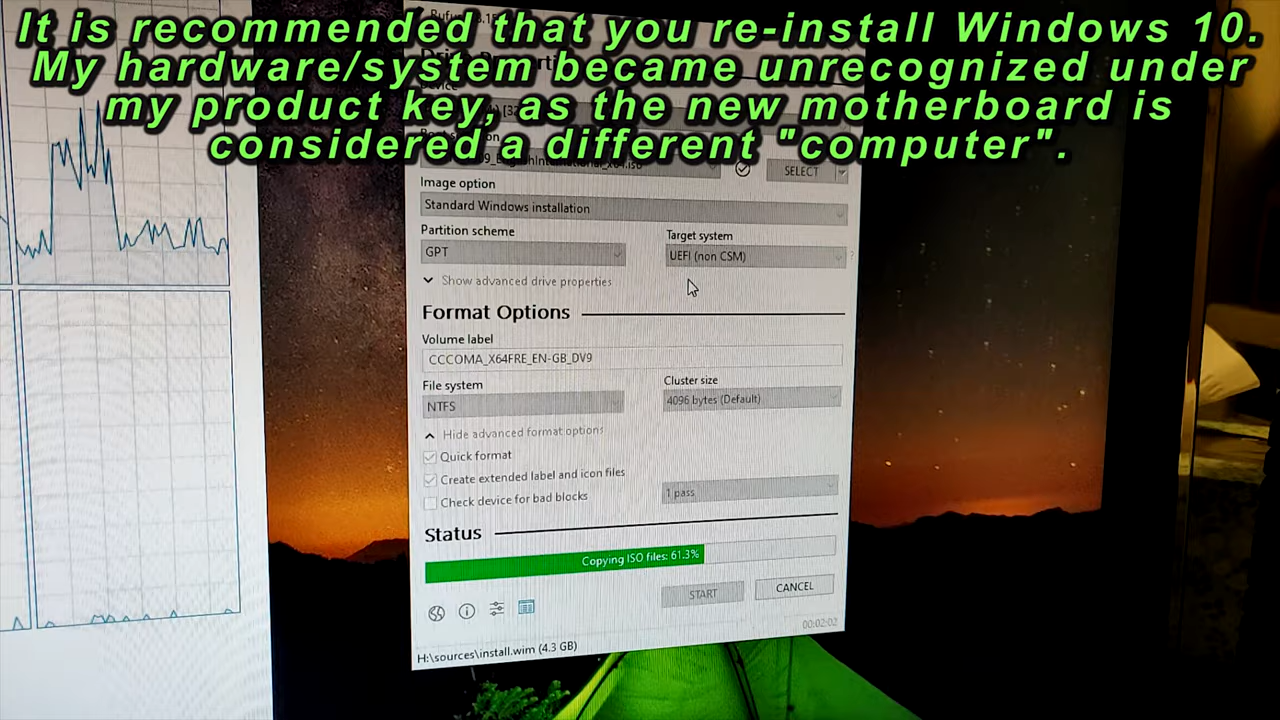 It is recommended that you re-install Windows 10.
My hardware/system became unrecognized under
my product key, as the new motherboard is
considered a different "computer".
SELECT
Image option
Standard Windows installation
Partition scheme
Target system
GPT
UEFI (non CSM)
?
Show advanced drive properties
Format Options
Volume label
CCCOMA_X64FRE_EN-GB_DV9
File system
Cluster size
NTFS
4096 bytes (Default)
Hide advanced format options
Quick format
Create extended label and icon files
Check device for bad blocks
1 pass
Status
Copying ISO files: 61.3%
START
CANCEL
00:02:02
H:\sources\install.wim (4.3 GB)